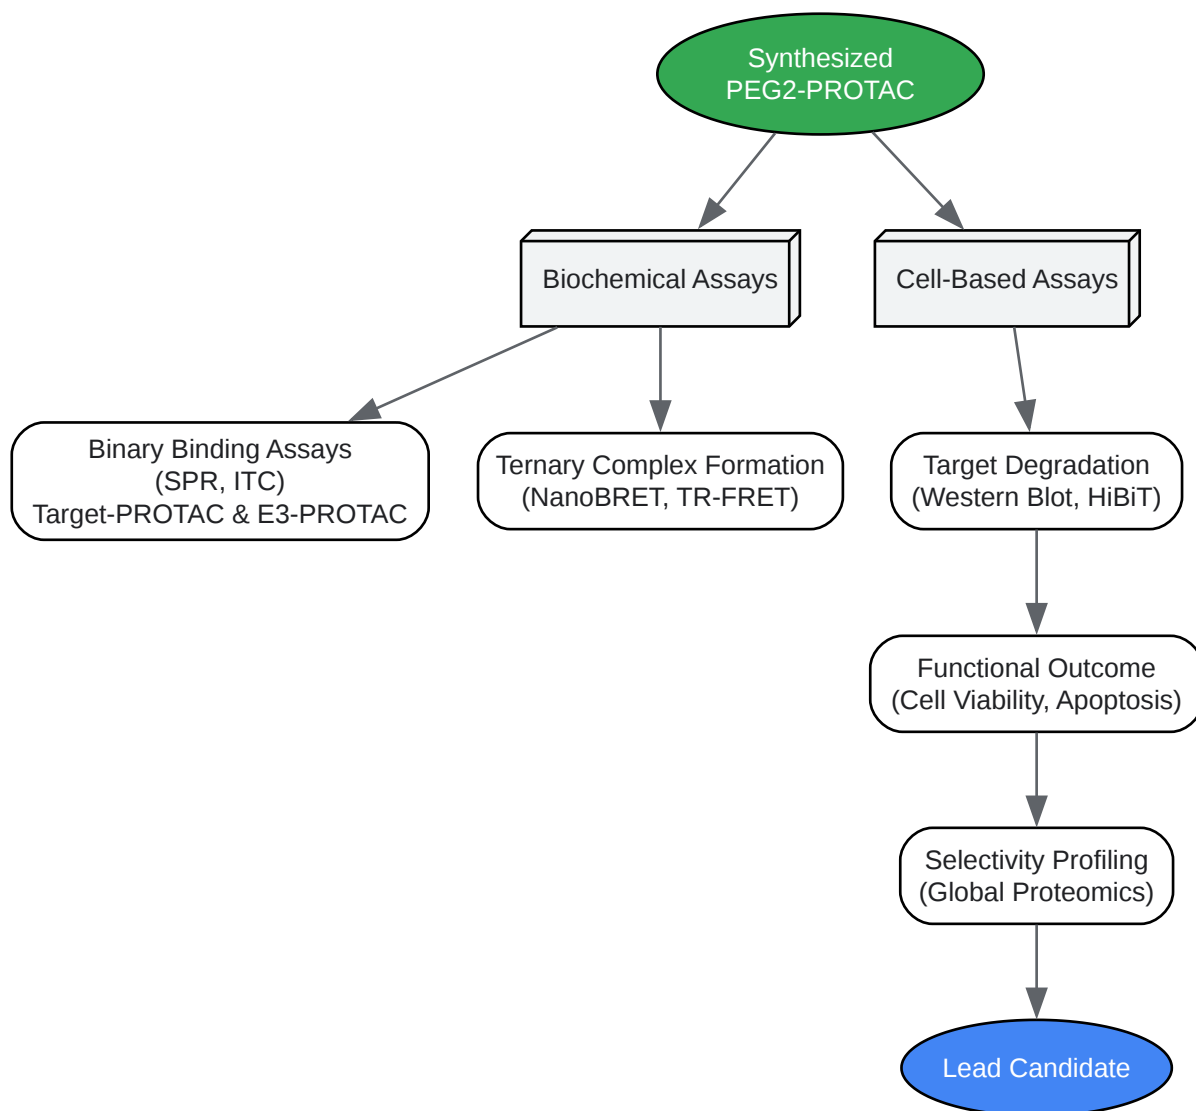 Synthesized
PEG2-PROTAC
Biochemical Assays
Cell-Based Assays
Binary Binding Assays
(SPR, ITC)
Target-PROTAC & E3-PROTAC
Ternary Complex Formation
(NanoBRET, TR-FRET)
Target Degradation
(Western Blot, HiBiT)
Functional Outcome
(Cell Viability, Apoptosis)
Selectivity Profiling
(Global Proteomics)
Lead Candidate